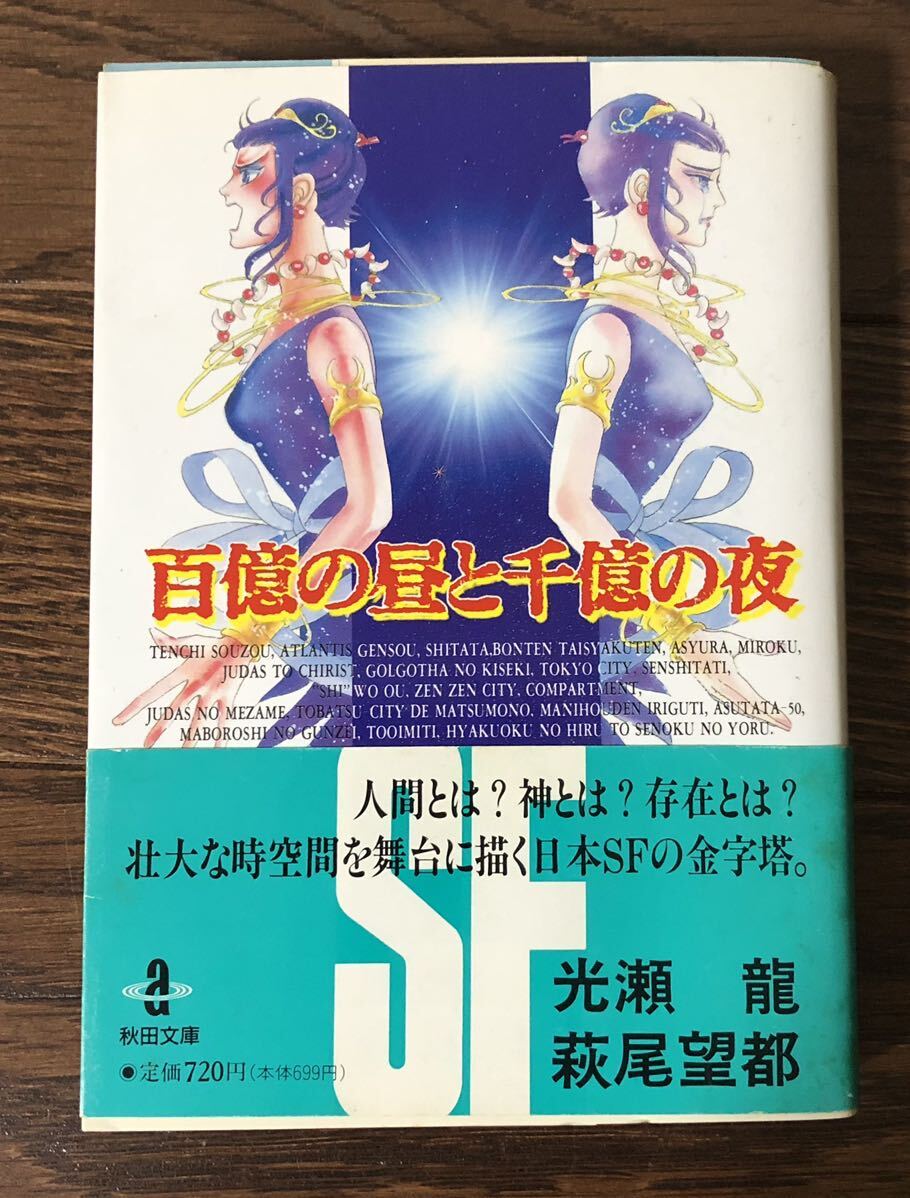 百億の昼と千億の夜
TENCHI SOUZOU, ATLANTIS GENSOU, SHITATA,BONTEN TAISYAKUTEN, ASYURA, MIROKU,
JUDAS TO CHIRIST, GOLGOTHA NO KISEKI, TOKYO CITY, SENSHITATI,
"SHI" WO OU, ZEN ZEN CITY, COMPARTMENT,
JUDAS NO MEZAME, TOBATSU CITY DE MATSUMONO, MANIHOUDEN IRIGUTI, ASUTATA-50,
MABOROSHI NO GUNZEI, TOOIMITI, HYAKUOKU NO HIRU TO SENOKU NO YORU.
SF
人間とは?神とは?存在とは?
壮大な時空間を舞台に描く日本SFの金字塔。
光瀬 龍
萩尾望都
a
秋田文庫
●定価720円(本体699円)